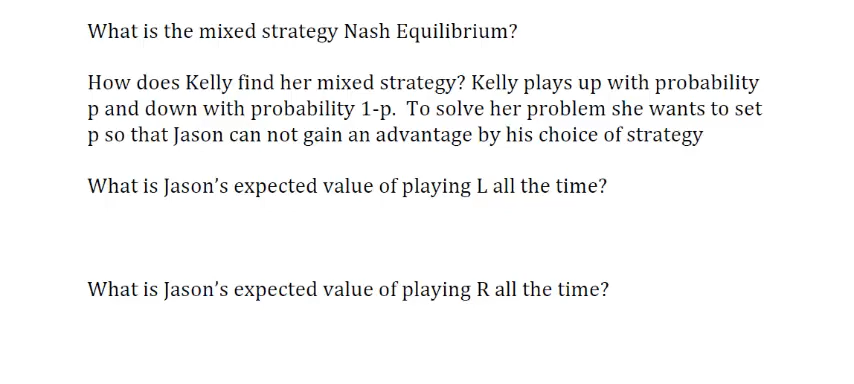 What is the mixed strategy Nash Equilibrium?
How does Kelly find her mixed strategy? Kelly plays up with probability
p and down with probability 1-p.  To solve her problem she wants to set
p so that Jason can not gain an advantage by his choice of strategy
What is Jason’s expected value of playing L all the time?
What is Jason’s expected value of playing R all the time?